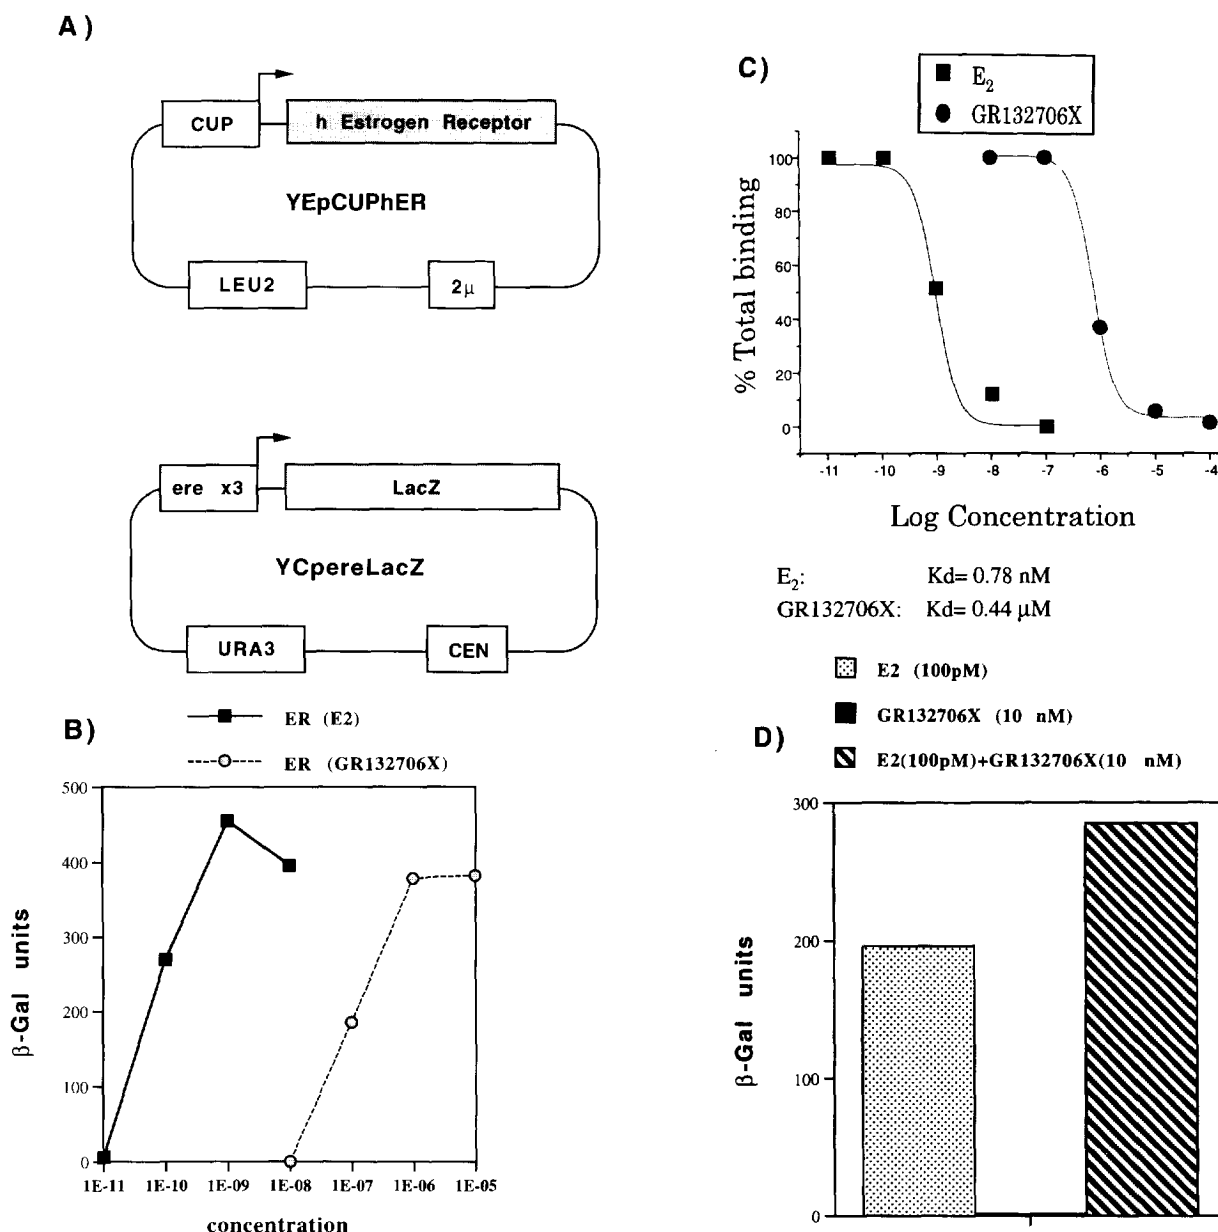 A)
CUP
h Estrogen Receptor
YEpCUPhER
LEU2
2μ
ere x3
LacZ
YCpereLacZ
URA3
CEN
B)
ER (E2)
ER (GR132706X)
500
400
300
200
100
0
β-Gal units
1E-11 1E-10 1E-09 1E-08 1E-07 1E-06 1E-05
concentration
C)
E2
GR132706X
100
80
60
40
20
0
% Total binding
-11 -10 -9 -8 -7 -6 -5 -4
Log Concentration
E2: Kd= 0.78 nM
GR132706X: Kd= 0.44 μM
D)
E2 (100pM)
GR132706X (10 nM)
E2(100pM)+GR132706X(10 nM)
300
200
100
0
β-Gal units